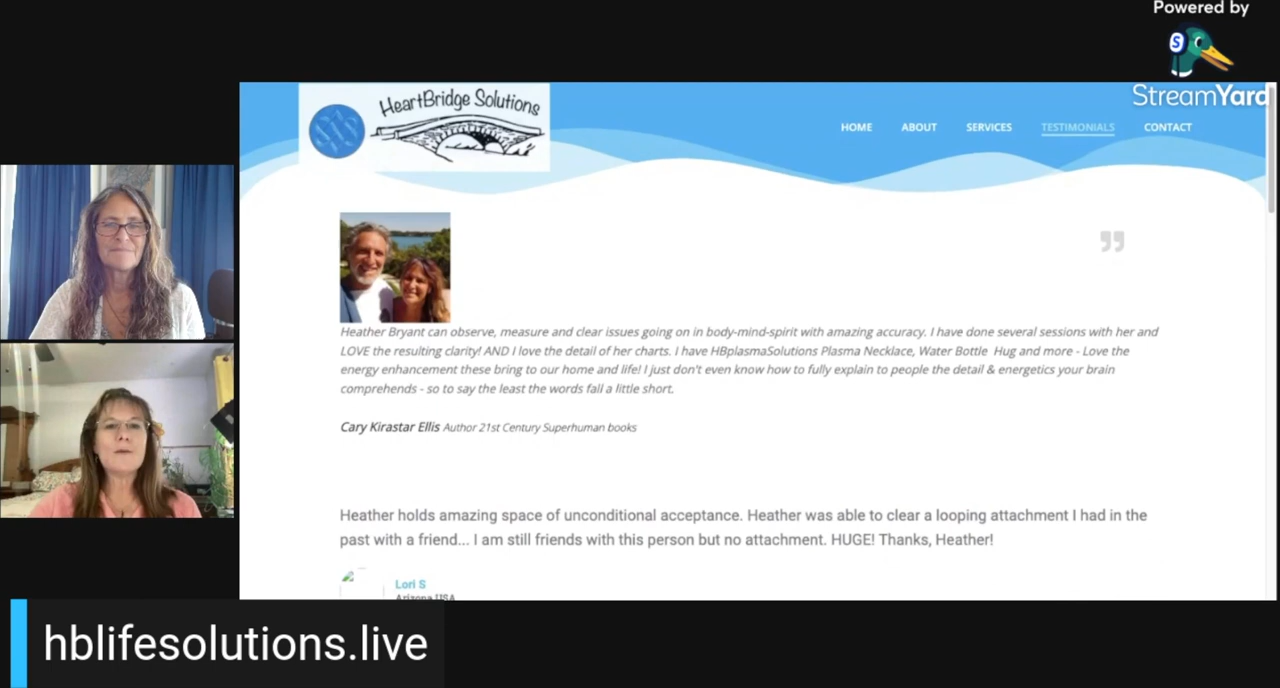 Powered by
StreamYard
HeartBridge Solutions
HOME ABOUT SERVICES TESTIMONIALS CONTACT
Heather Bryant can observe, measure and clear issues going on in body-mind-spirit with amazing accuracy. I have done several sessions with her and
LOVE the resulting clarity! AND I love the detail of her charts. I have HBplasmaSolutions Plasma Necklace, Water Bottle Hug and more - Love the
energy enhancement these bring to our home and life! I just don't even know how to fully explain to people the detail & energetics your brain
comprehends - so to say the least the words fall a little short.
Cary Kirastar Ellis Author 21st Century Superhuman books
Heather holds amazing space of unconditional acceptance. Heather was able to clear a looping attachment I had in the
past with a friend... I am still friends with this person but no attachment. HUGE! Thanks, Heather!
Lori S
Arizona USA
hblifesolutions.live